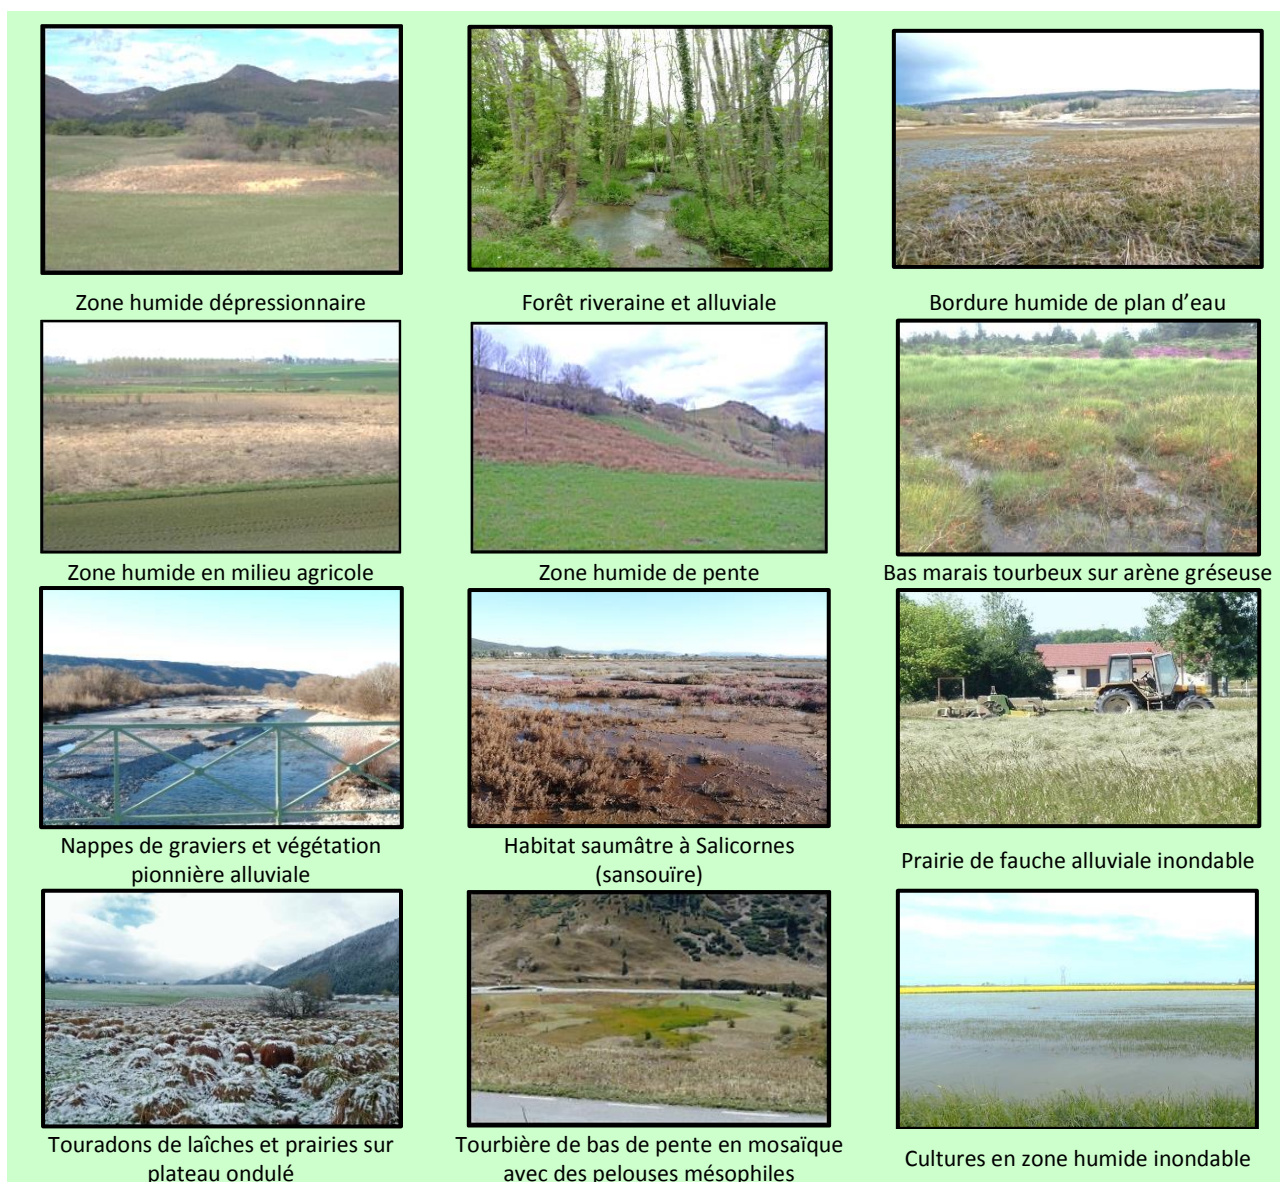 Zone humide dépressionnaire
Forêt riveraine et alluviale
Bordure humide de plan d’eau
Zone humide en milieu agricole
Zone humide de pente
Bas marais tourbeux sur arène gréseuse
Nappes de graviers et végétation
pionnière alluviale
Habitat saumâtre à Salicornes
(sansouïre)
Prairie de fauche alluviale inondable
Touradons de laîches et prairies sur
plateau ondulé
Tourbière de bas de pente en mosaïque
avec des pelouses mésophiles
Cultures en zone humide inondable